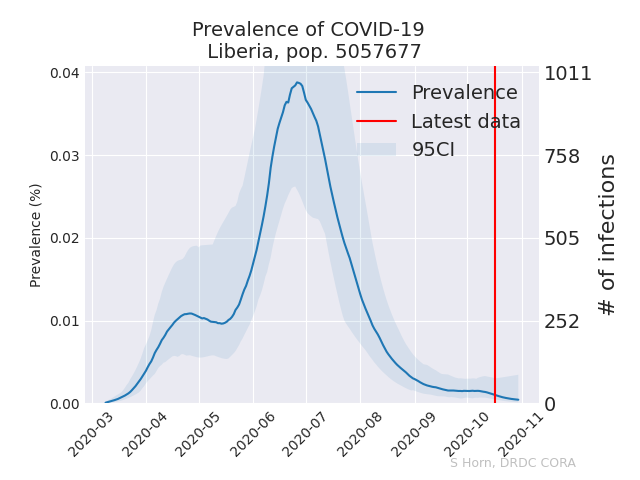 Prevalence of COVID-19
Liberia, pop. 5057677
Prevalence
Latest data
95CI
0.04
0.03
0.02
0.01
0.00
Prevalence (%)
1011
758
505
252
0
# of infections
2020-03
2020-04
2020-05
2020-06
2020-07
2020-08
2020-09
2020-10
2020-11
S Horn, DRDC CORA